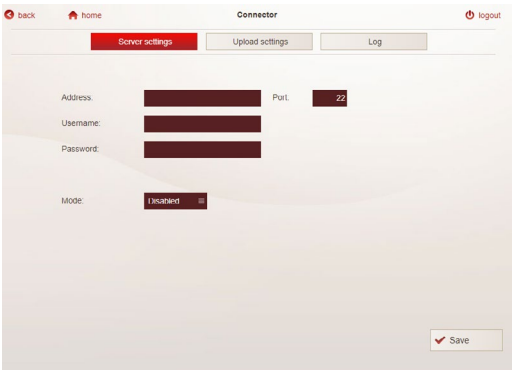 back home Connector logout
Server settings Upload settings Log
Address: Port: 22
Username:
Password:
Mode: Disabled
Save